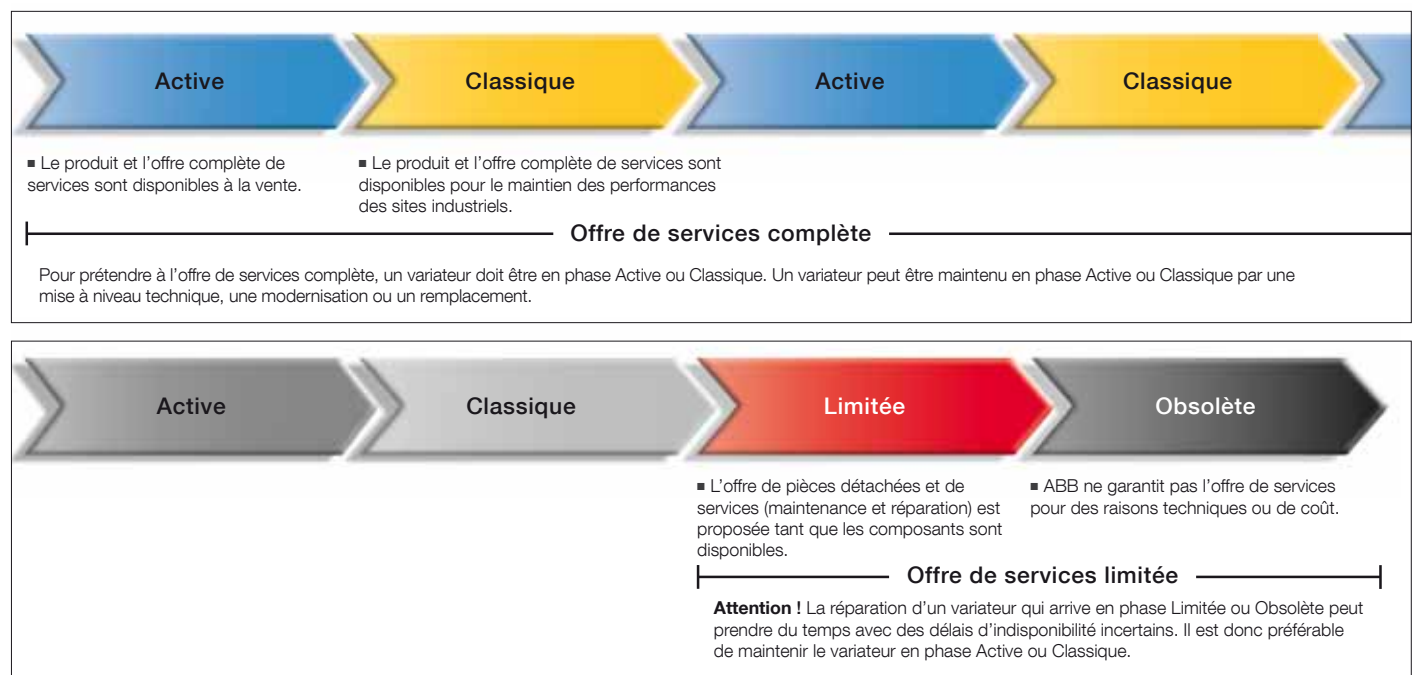 Active
Classique
Active
Classique
■ Le produit et l’offre complète de
services sont disponibles à la vente.
■ Le produit et l’offre complète de services sont
disponibles pour le maintien des performances
des sites industriels.
Offre de services complète
Pour prétendre à l’offre de services complète, un variateur doit être en phase Active ou Classique. Un variateur peut être maintenu en phase Active ou Classique par une
mise à niveau technique, une modernisation ou un remplacement.
Active
Classique
Limitée
Obsolète
■ L’offre de pièces détachées et de
services (maintenance et réparation) est
proposée tant que les composants sont
disponibles.
■ ABB ne garantit pas l’offre de services
pour des raisons techniques ou de coût.
Offre de services limitée
Attention ! La réparation d’un variateur qui arrive en phase Limitée ou Obsolète peut
prendre du temps avec des délais d’indisponibilité incertains. Il est donc préférable
de maintenir le variateur en phase Active ou Classique.